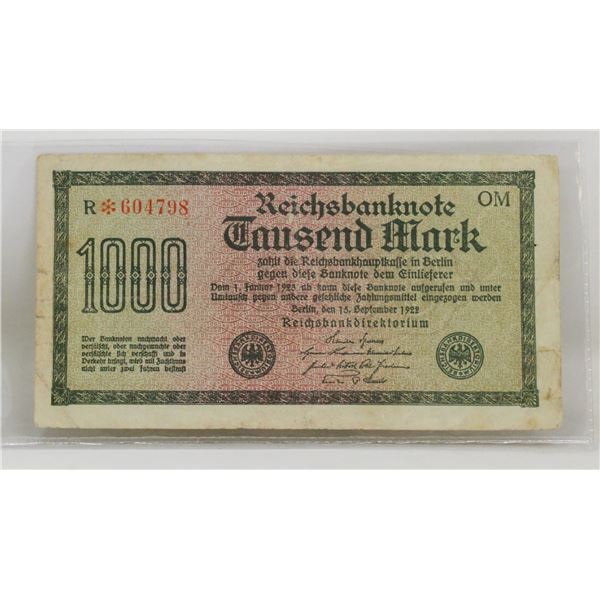 R*604798
Reichsbanknote
OM
1000
Tausend Mark
zahlt die Reichsbankhauptkasse in Berlin
gegen diese Banknote dem Einlieferer
Vom 1. Januar 1923 ab kann diese Banknote aufgerufen und unter
Umtausch gegen andere gesetzliche Zahlungsmittel eingezogen werden
Berlin, den 15. September 1922
Reichsbankdirektorium
Wer Banknoten nachmacht oder
verfälscht, oder nachgemachte oder
verfälschte sich verschafft und in
Verkehr bringt, wird mit Zuchthaus
nicht unter zwei Jahren bestraft